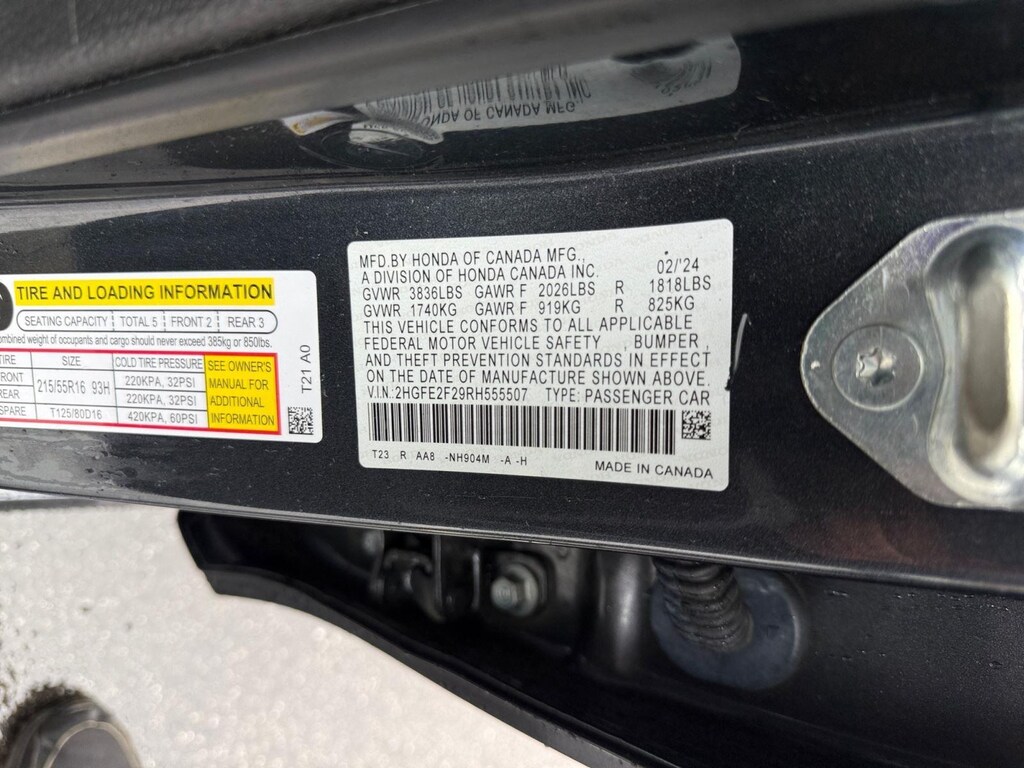 TIRE AND LOADING INFORMATION
SEATING CAPACITY TOTAL 5 FRONT 2 REAR 3
combined weight of occupants and cargo should never exceed 385kg or 850lbs.
TIRE SIZE COLD TIRE PRESSURE
FRONT 215/55R16 93H 220KPA, 32PSI
REAR 220KPA, 32PSI
SPARE T125/80D16 420KPA, 60PSI
SEE OWNER'S
MANUAL FOR
ADDITIONAL
INFORMATION
T21 A0
MFD.BY HONDA OF CANADA MFG.,
A DIVISION OF HONDA CANADA INC. 02/'24
GVWR 3836LBS GAWR F 2026LBS R 1818LBS
GVWR 1740KG GAWR F 919KG R 825KG
THIS VEHICLE CONFORMS TO ALL APPLICABLE
FEDERAL MOTOR VEHICLE SAFETY , BUMPER ,
AND THEFT PREVENTION STANDARDS IN EFFECT
ON THE DATE OF MANUFACTURE SHOWN ABOVE.
V.I.N.:2HGFE2F29RH555507 TYPE: PASSENGER CAR
T23 R AA8 -NH904M -A -H
MADE IN CANADA